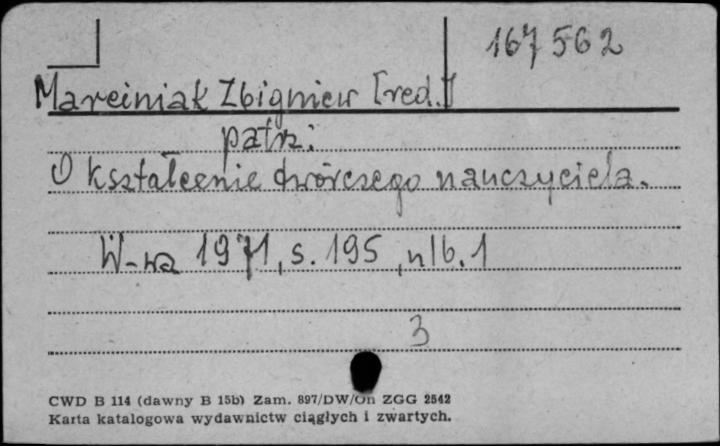 167562
Marciniak Zbigniew [red.]
patrz:
O kształcenie twórczego nauczyciela.
W-wa 1971, s. 195, nlb. 1
3
CWD B 114 (dawny B 15b) Zam. 897/DW/On ZGG 2542
Karta katalogowa wydawnictw ciągłych i zwartych.